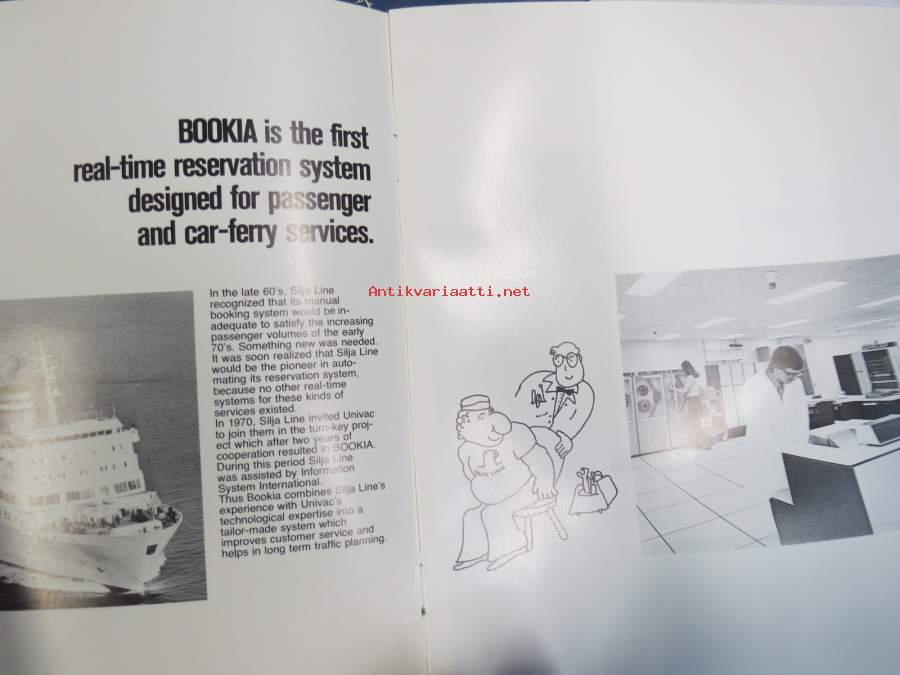 BOOKIA is the first
real-time reservation system
designed for passenger
and car-ferry services.
In the late 60's, Silja Line
recognized that its manual
booking system would be in-
adequate to satisfy the increasing
passenger volumes of the early
70's. Something new was needed.
It was soon realized that Silja Line
would be the pioneer in auto-
mating its reservation system,
because no other real-time
systems for these kinds of
services existed.
In 1970, Silja Line invited Univac
to join them in the turn-key proj-
ect which after two years of
cooperation resulted in BOOKIA.
During this period Silja Line
was assisted by Information
System International.
Thus Bookia combines Silja Line's
experience with Univac's
technological expertise into a
tailor-made system which
improves customer service and
helps in long term traffic planning.
Antikvariaatti.net
SILJA LINE